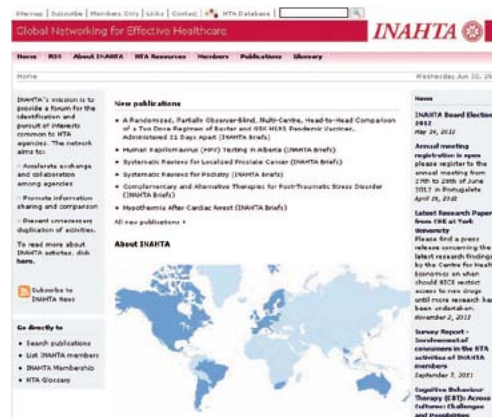 Sitemap | Subscribe | Members Only | Links | Contact | HTA Database |
Global Networking for Effective Healthcare
INAHTA
Home RSS About INAHTA HTA Resources Members Publications Glossary
Home
Wednesday Jun 20, 20
INAHTA's mission is to
provide a forum for the
identification and
pursuit of interests
common to HTA
agencies. The network
aims to:
- Accelerate exchange
and collaboration
among agencies
- Promote information
sharing and comparison
- Prevent unnecessary
duplication of activities.
To read more about
INAHTA activities, click
here.
Subscribe to
INAHTA News
Go directly to
• Search publications
• List INAHTA members
• INAHTA Membership
• HTA Glossary
New publications
• A Randomized, Partially Observer-Blind, Multi-Centre, Head-to-Head Comparison
of a Two Dose Regimen of Baxter and GSK H1N1 Pandemic Vaccines,
Administered 21 Days Apart (INAHTA Briefs)
• Human Papillomavirus (HPV) Testing in Alberta (INAHTA Briefs)
• Systematic Reviews for Localized Prostate Cancer (INAHTA Briefs)
• Systematic Reviews for Podiatry (INAHTA Briefs)
• Complementary and Alternative Therapies for Post-Traumatic Stress Disorder
(INAHTA Briefs)
• Hypothermia After Cardiac Arrest (INAHTA Briefs)
All new publications »
About INAHTA
News
INAHTA Board Election
2012
May 14, 2012
Annual meeting
registration is open
please register to the
annual meeting from
27th to 29th of June
2012 in Portugalete
April 26, 2012
Latest Research Paper
from CHE at York
University
Please find a press
release concerning the
latest research findings
by the Centre for Health
Economics on when
should NICE restrict
access to new drugs
until more research has
been undertaken.
November 2, 2011
Survey Report -
Involvement of
consumers in the HTA
activities of INAHTA
members
September 7, 2011
Cognitive Behaviour
Therapy (CBT): Across
Cultures: Challenges
and Possibilities